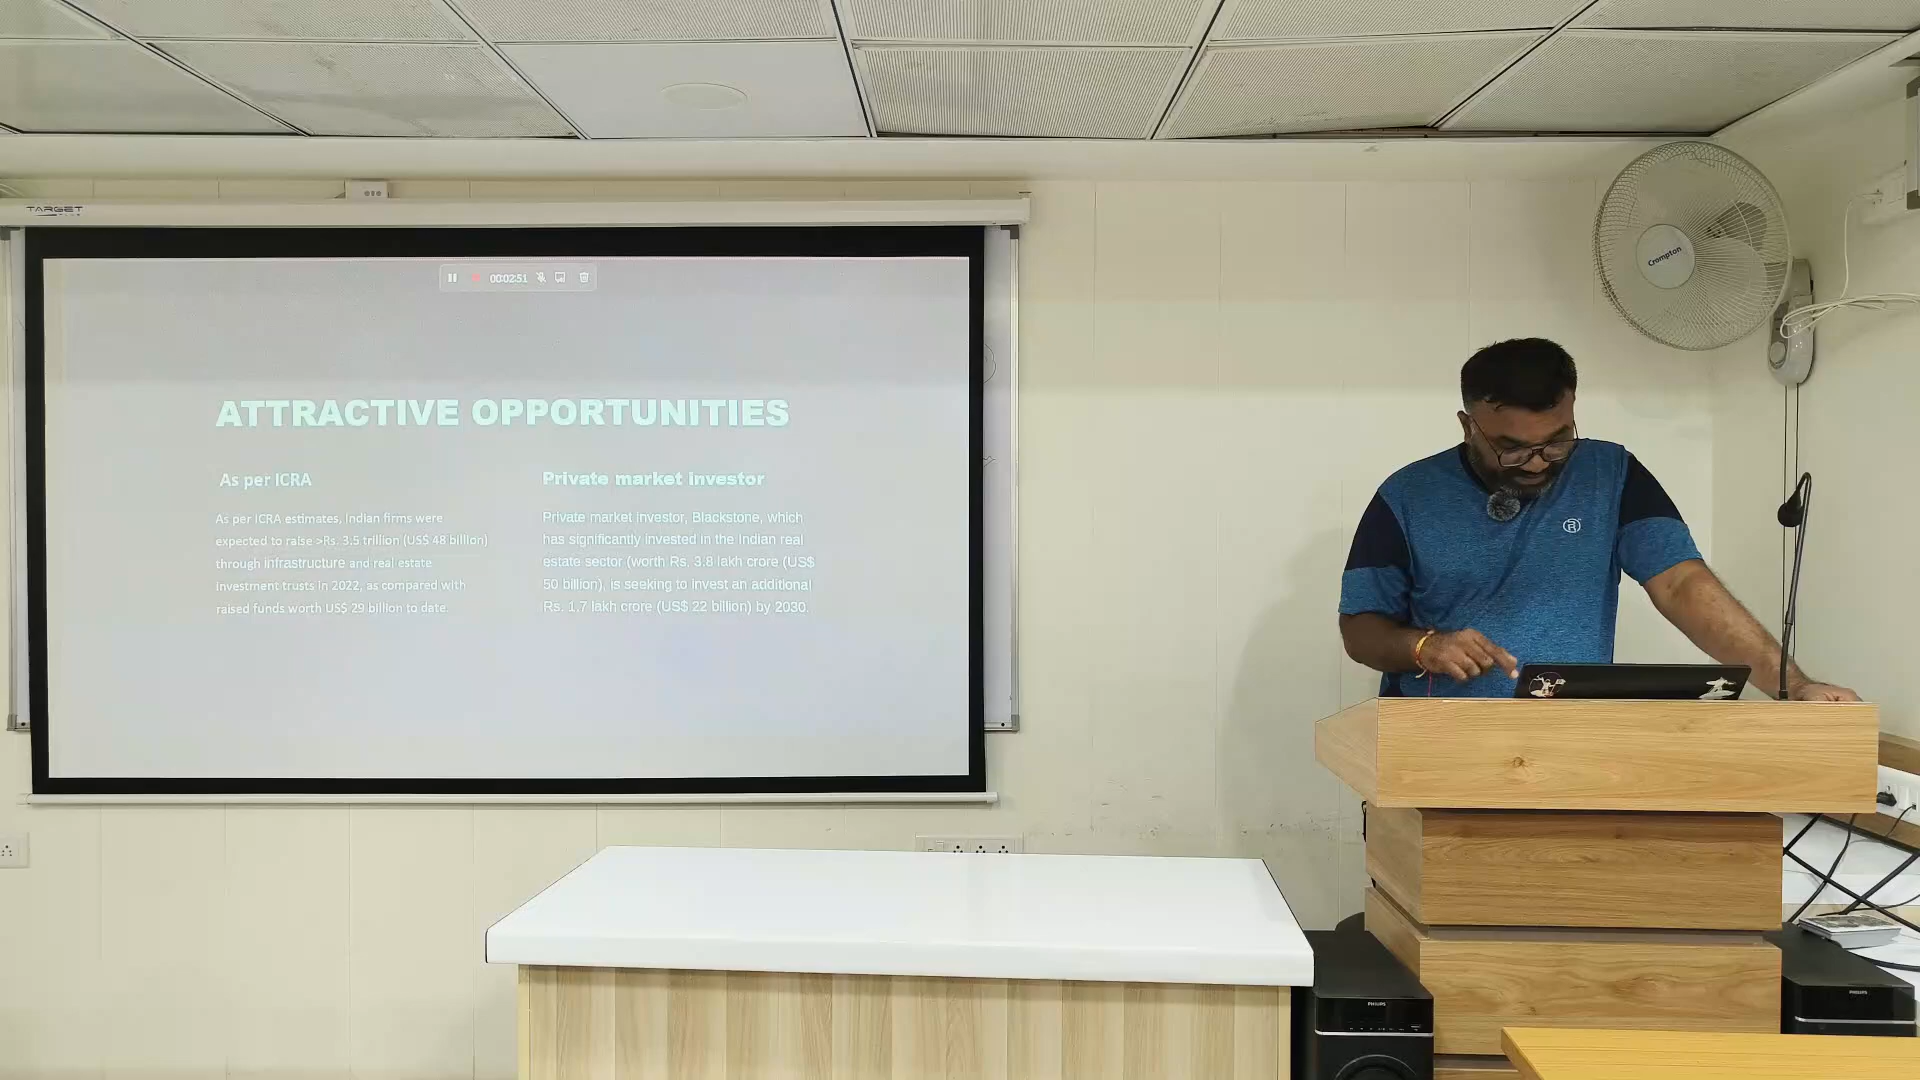 TARGET
00:02:51
ATTRACTIVE OPPORTUNITIES
As per ICRA
As per ICRA estimates, Indian firms were
expected to raise >Rs. 3.5 trillion (US$ 48 billion)
through infrastructure and real estate
investment trusts in 2022, as compared with
raised funds worth US$ 29 billion to date.
Private market investor
Private market investor, Blackstone, which
has significantly invested in the Indian real
estate sector (worth Rs. 3.8 lakh crore (US$
50 billion), is seeking to invest an additional
Rs. 1.7 lakh crore (US$ 22 billion) by 2030.
Crompton
PHILIPS
PHILIPS